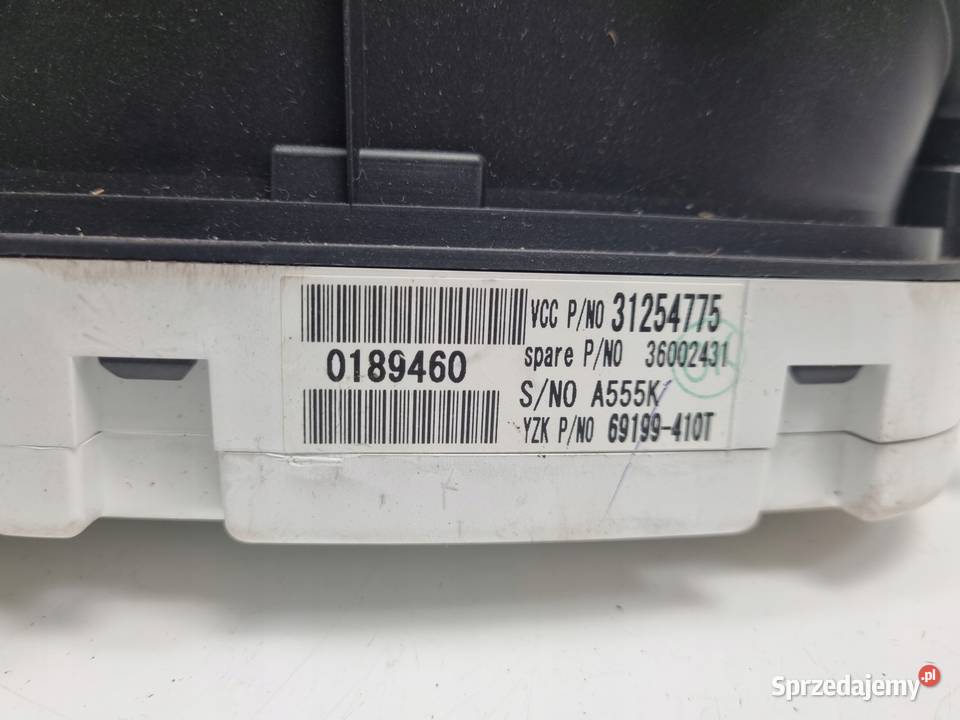 VCC P/NO 31254775
spare P/NO 36002431
0189460
S/NO A555K
YZK P/NO 69199-410T
Sprzedajemy.pl